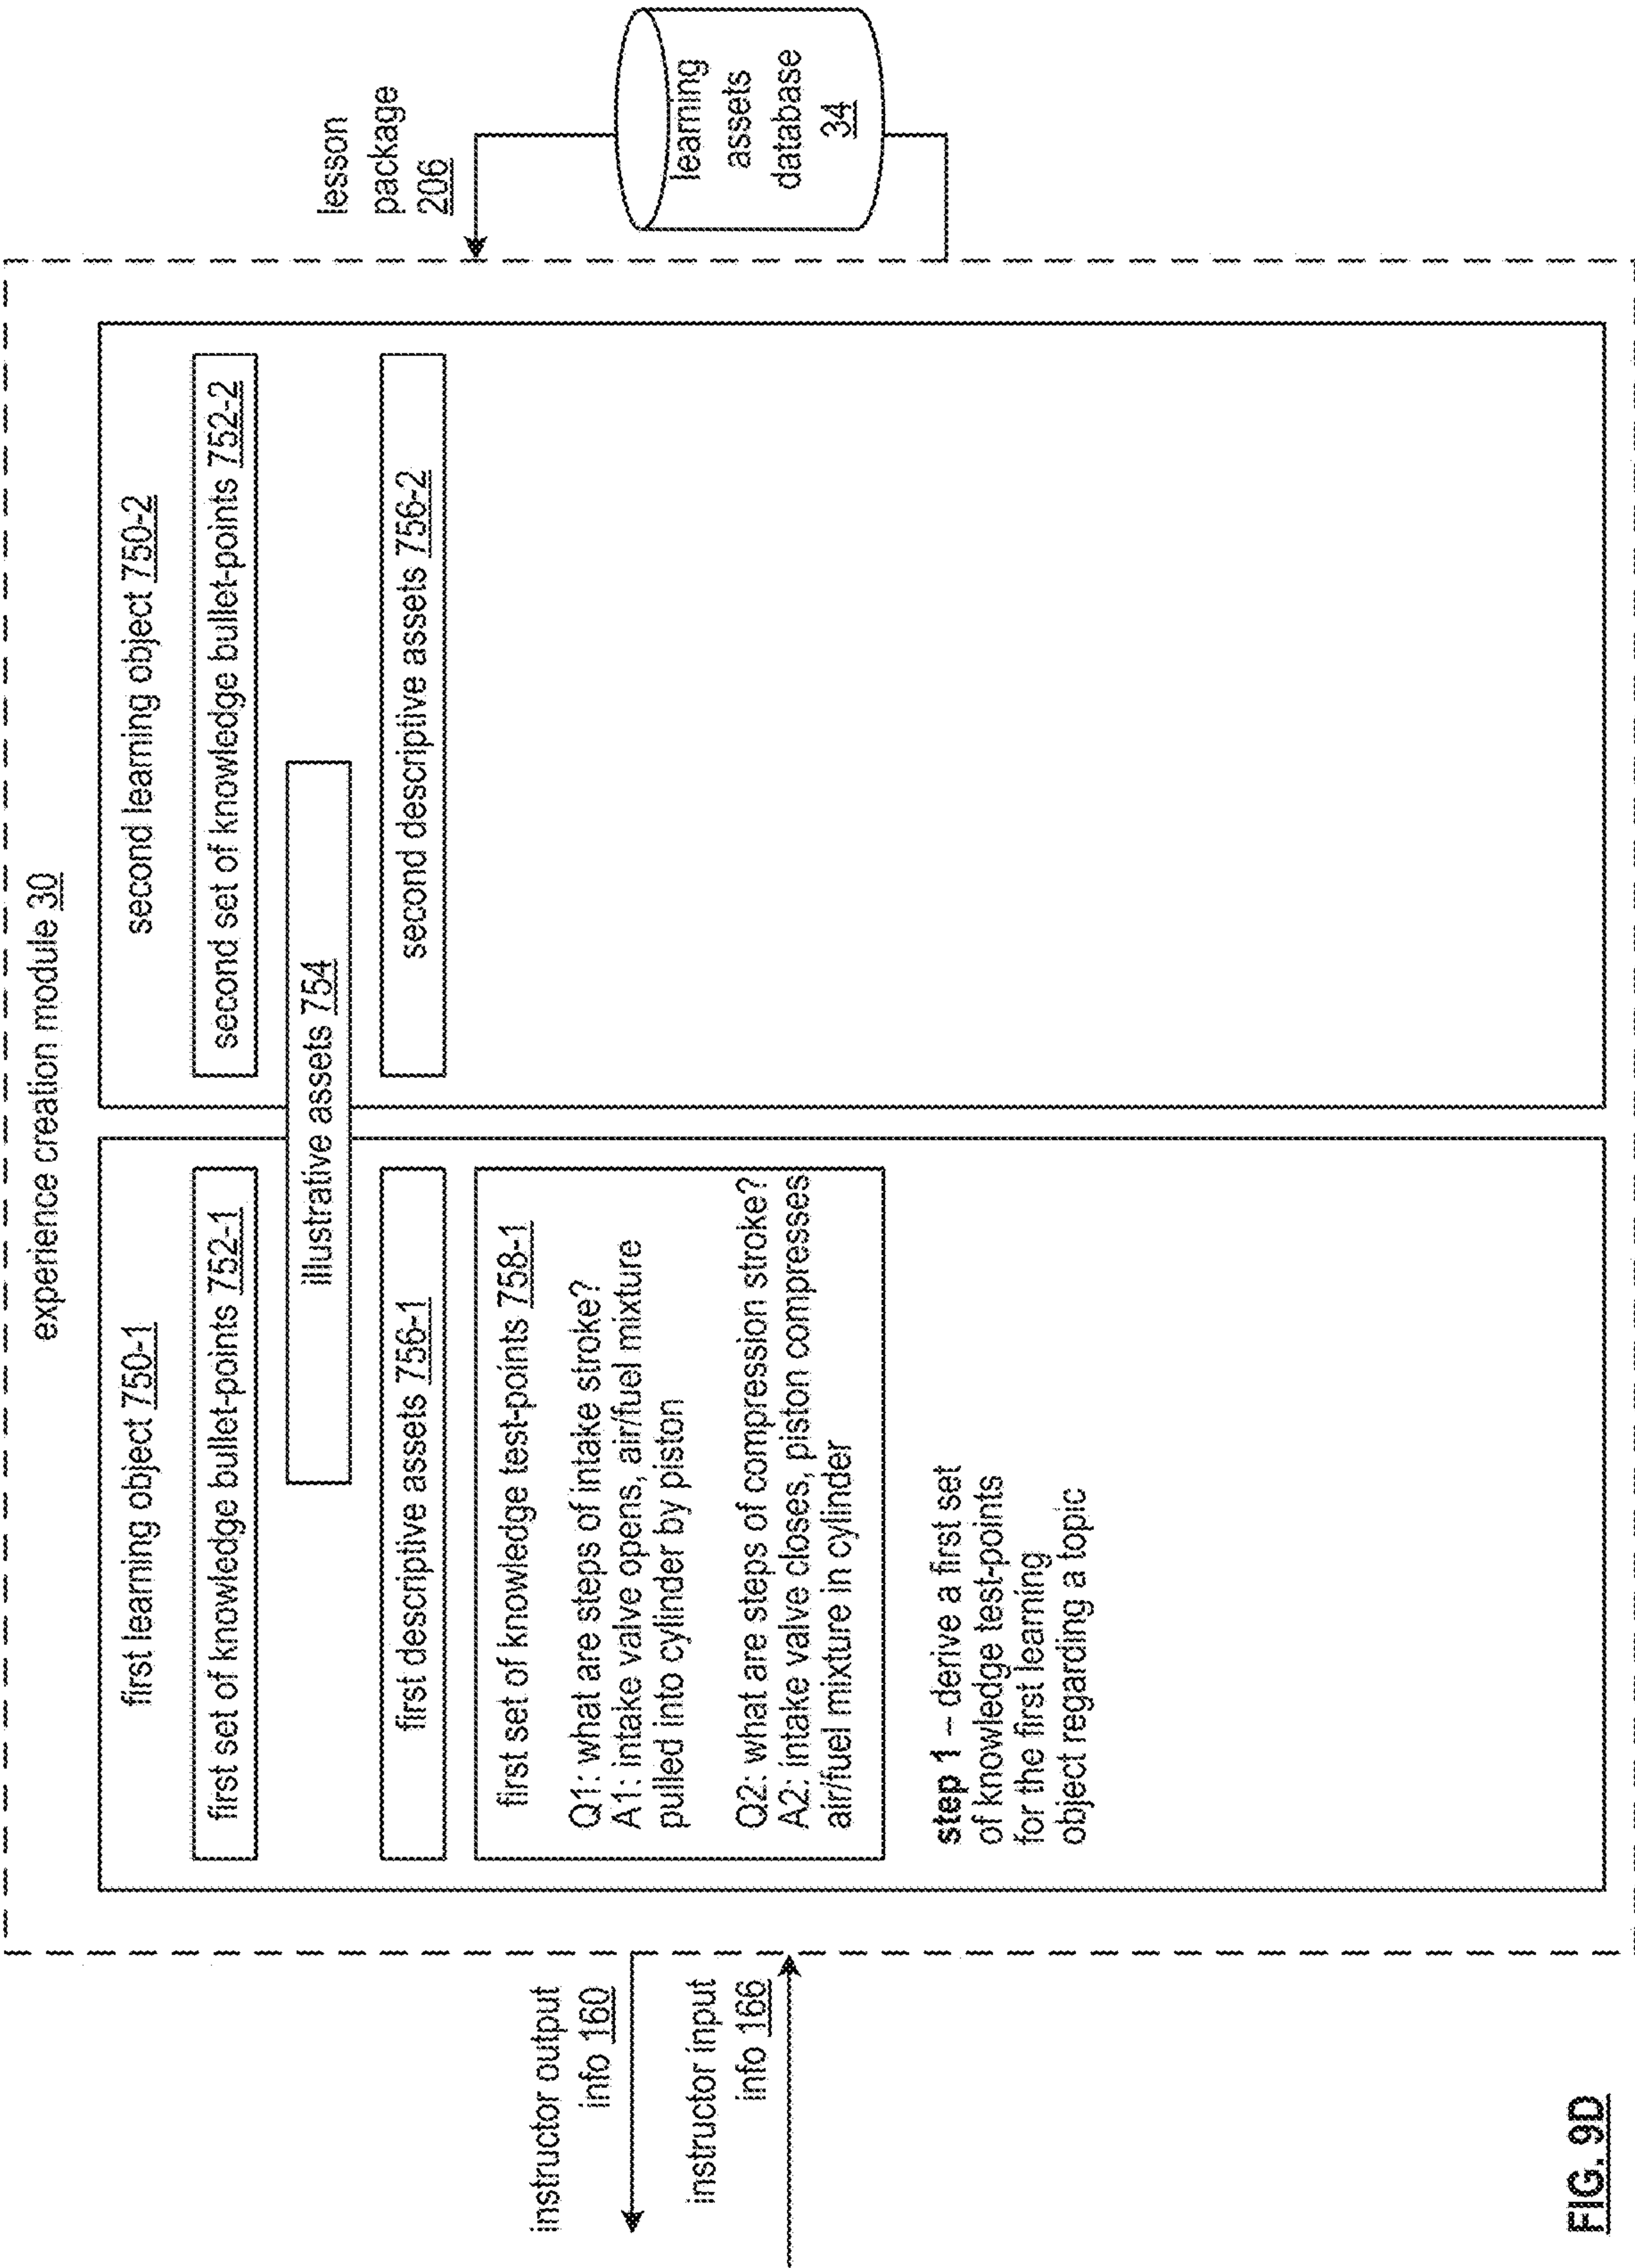 experience creation module 30
first learning object 750-1
first set of knowledge bullet-points 752-1
second learning object 750-2
second set of knowledge bullet-points 752-2
illustrative assets 754
first descriptive assets 756-1
second descriptive assets 756-2
first set of knowledge test-points 758-1
Q1: what are steps of intake stroke?
A1: intake valve opens, air/fuel mixture
pulled into cylinder by piston
Q2: what are steps of compression stroke?
A2: intake valve closes, piston compresses
air/fuel mixture in cylinder
step 1 – derive a first set
of knowledge test-points
for the first learning
object regarding a topic
instructor output
info 160
instructor input
info 166
lesson
package
206
learning
assets
database
34
FIG. 9D